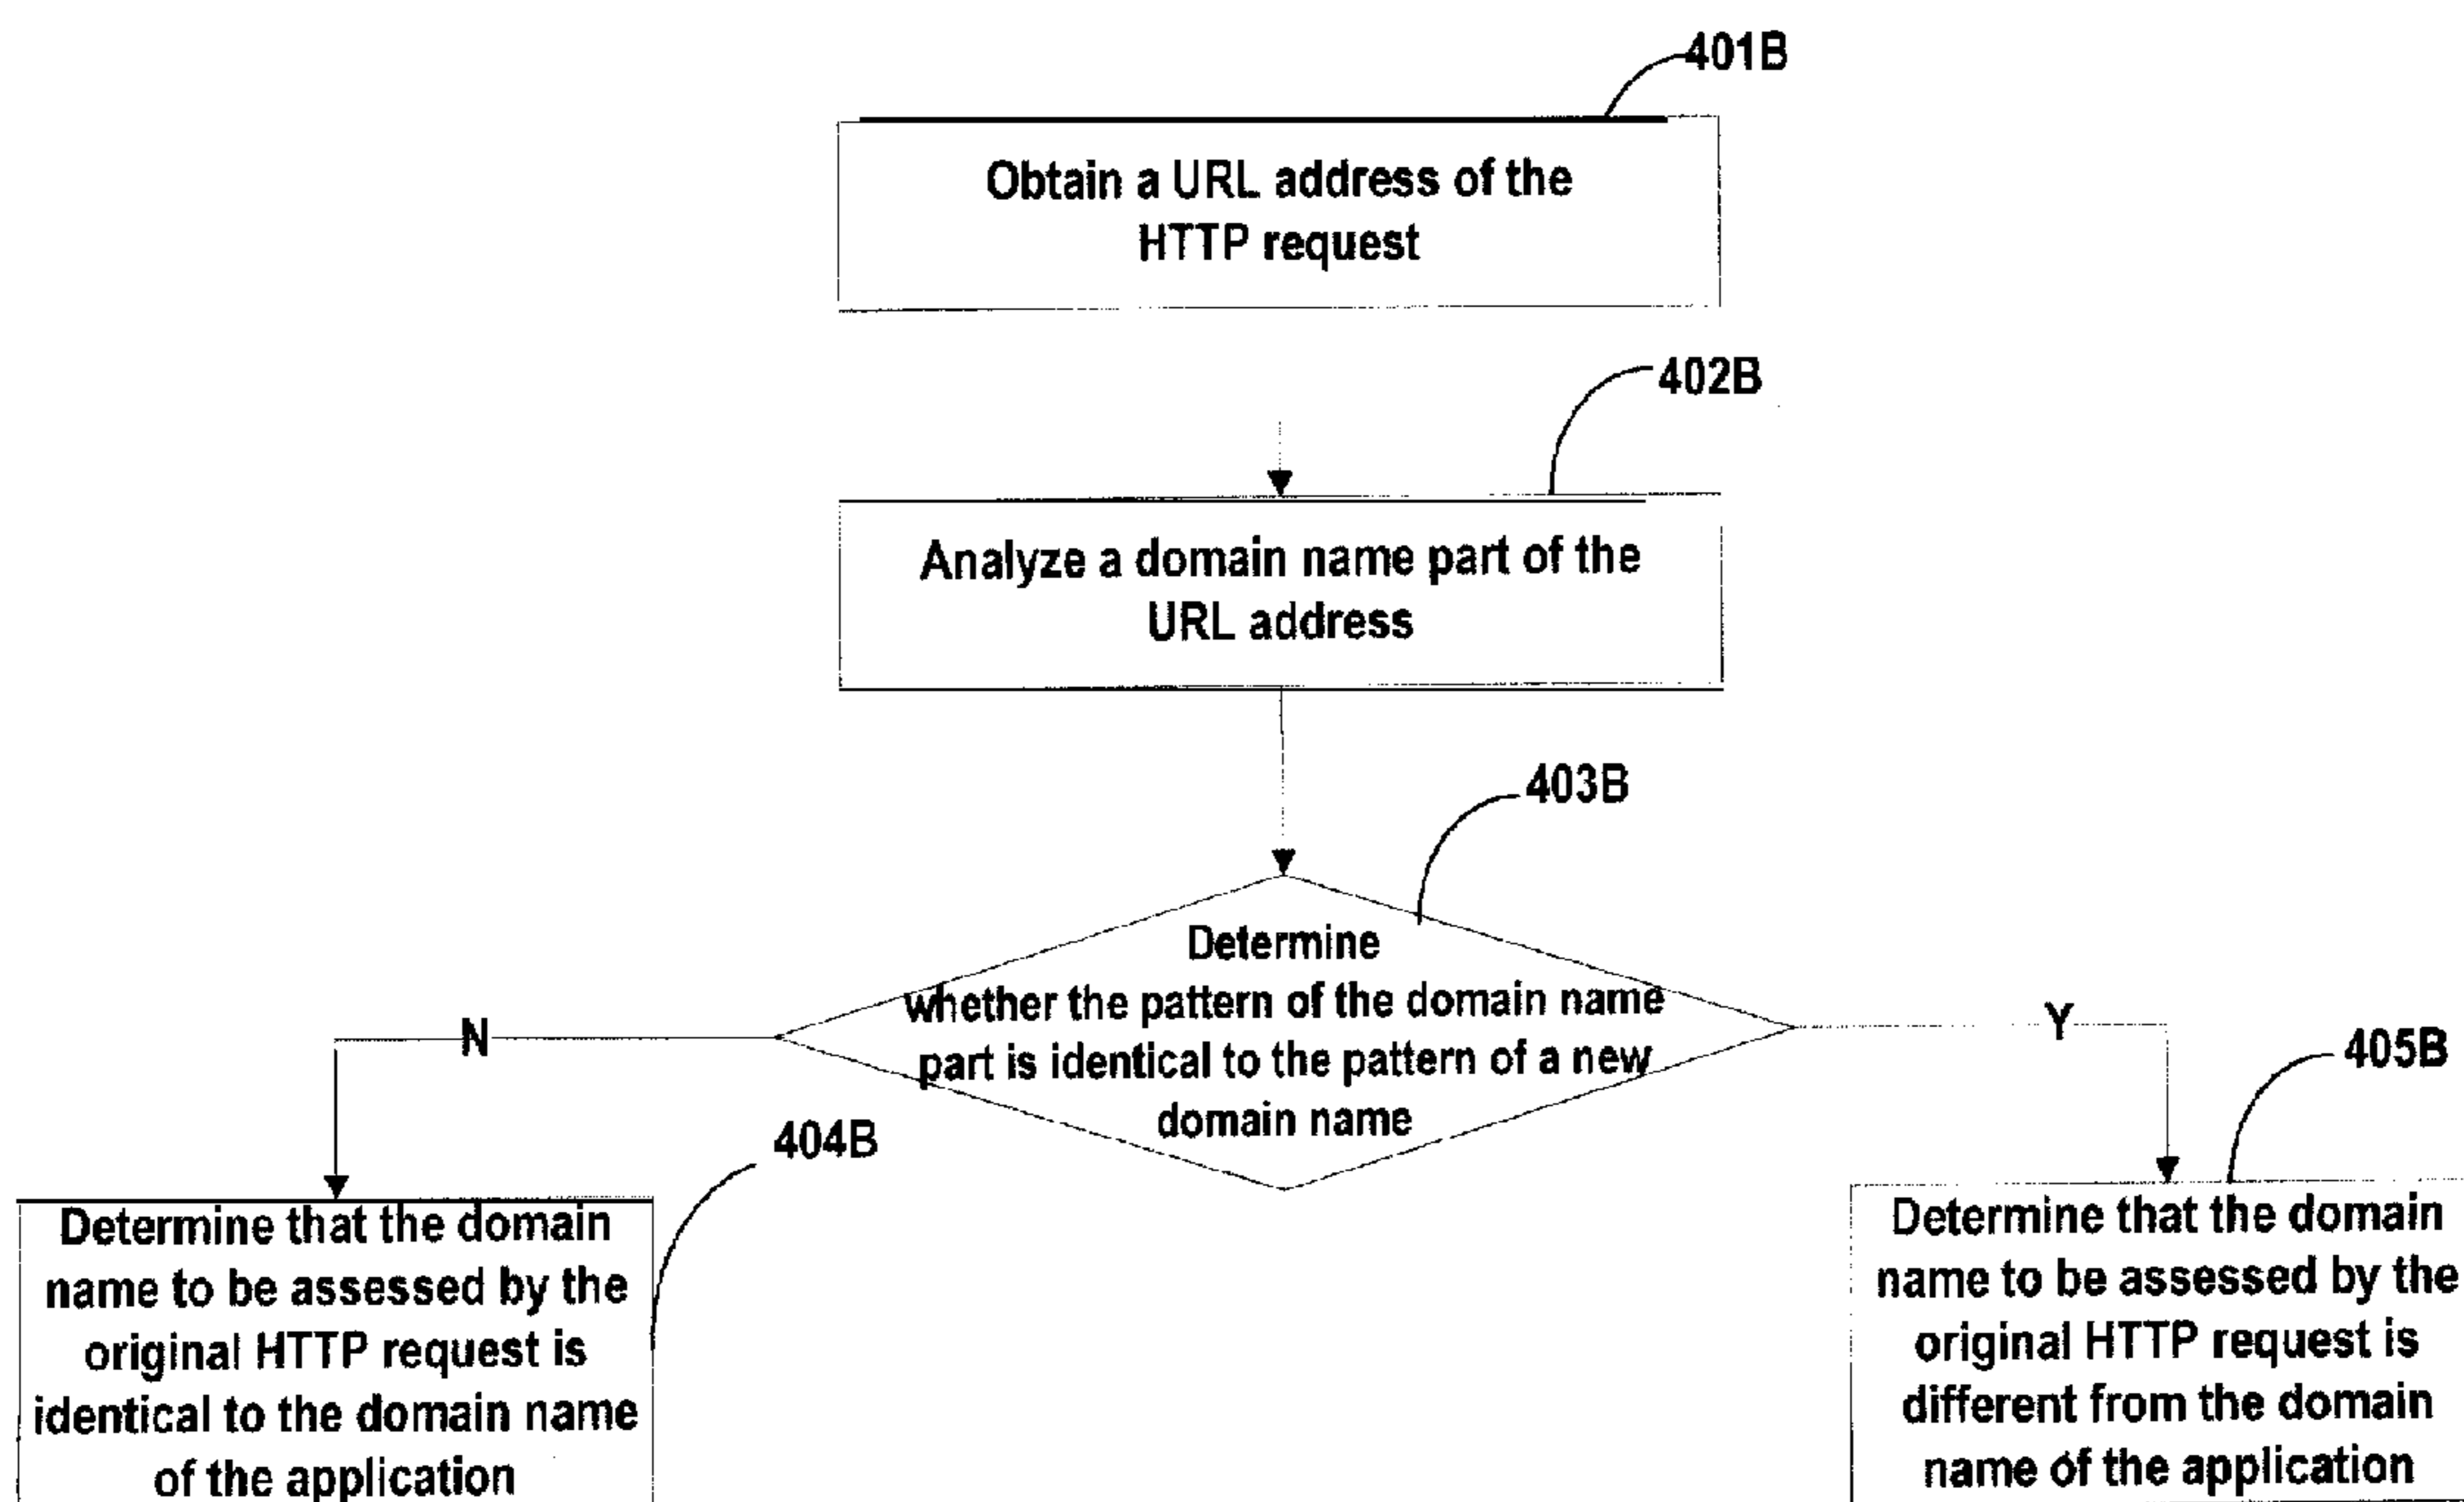 401B
Obtain a URL address of the
HTTP request
402B
Analyze a domain name part of the
URL address
403B
Determine
whether the pattern of the domain name
part is identical to the pattern of a new
domain name
N
Y
404B
405B
Determine that the domain
name to be assessed by the
original HTTP request is
identical to the domain name
of the application
Determine that the domain
name to be assessed by the
original HTTP request is
different from the domain
name of the application